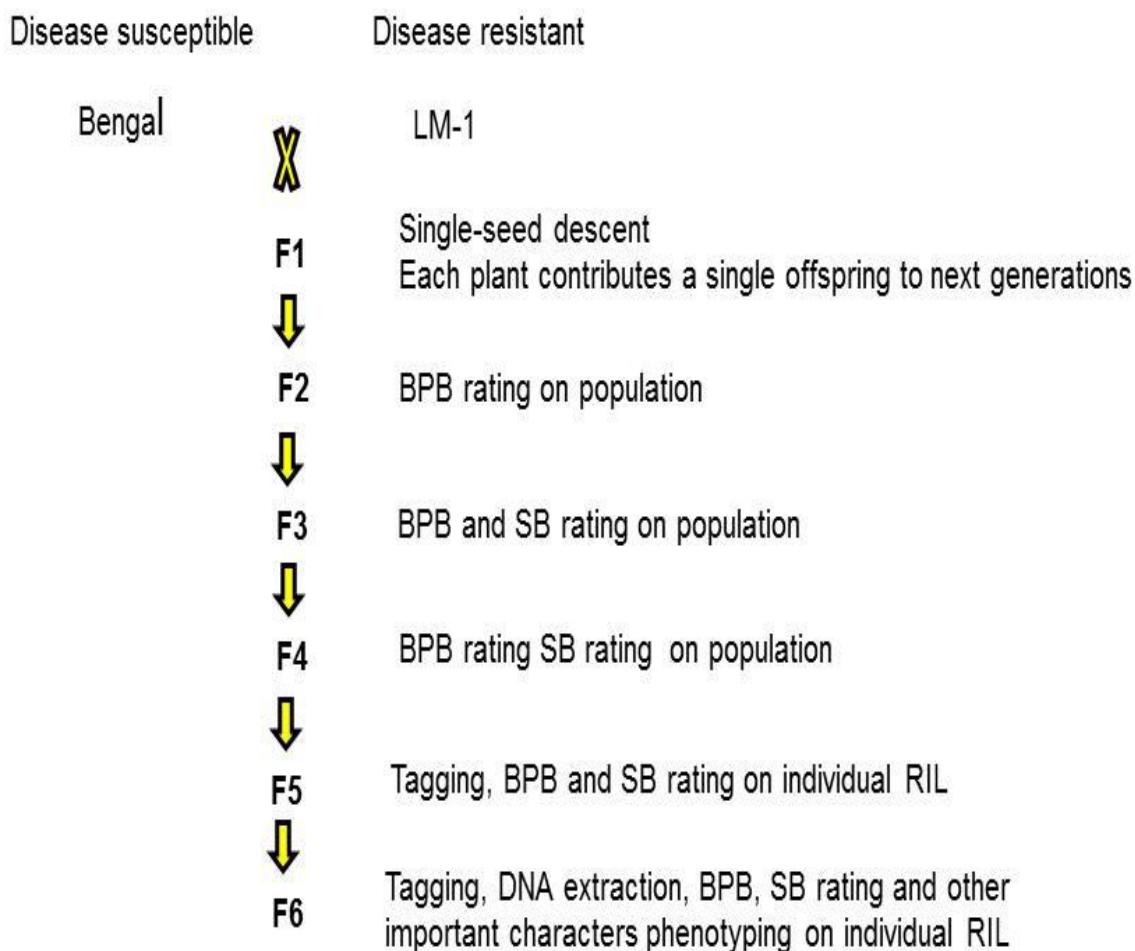 Disease susceptible Disease resistant
Bengal LM-1
X
F1 Single-seed descent
Each plant contributes a single offspring to next generations
F2 BPB rating on population
F3 BPB and SB rating on population
F4 BPB rating SB rating on population
F5 Tagging, BPB and SB rating on individual RIL
F6 Tagging, DNA extraction, BPB, SB rating and other
important characters phenotyping on individual RIL